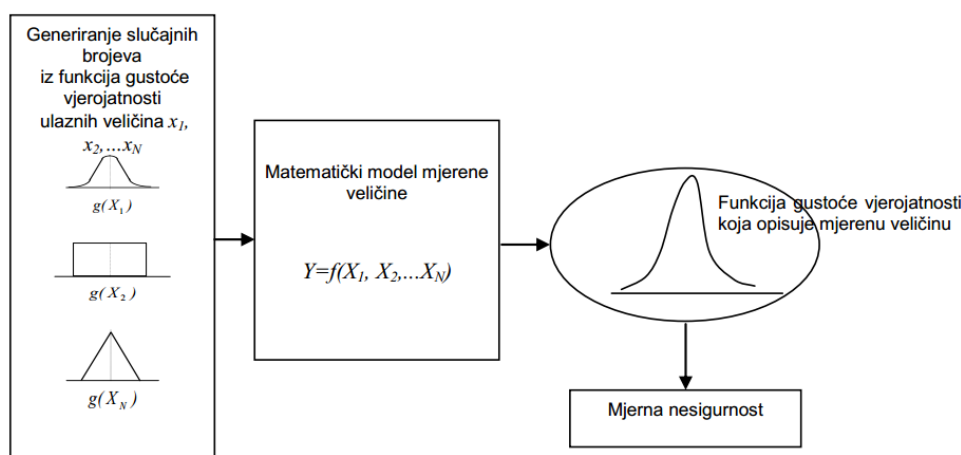 Generiranje slučajnih
brojeva
iz funkcija gustoće
vjerojatnosti
ulaznih veličina x1,
x2,...xN
g(X1)
g(X2)
g(XN)
Matematički model mjerene
veličine
Y=f(X1, X2,...XN)
Funkcija gustoće vjerojatnosti
koja opisuje mjerenu veličinu
Mjerna nesigurnost